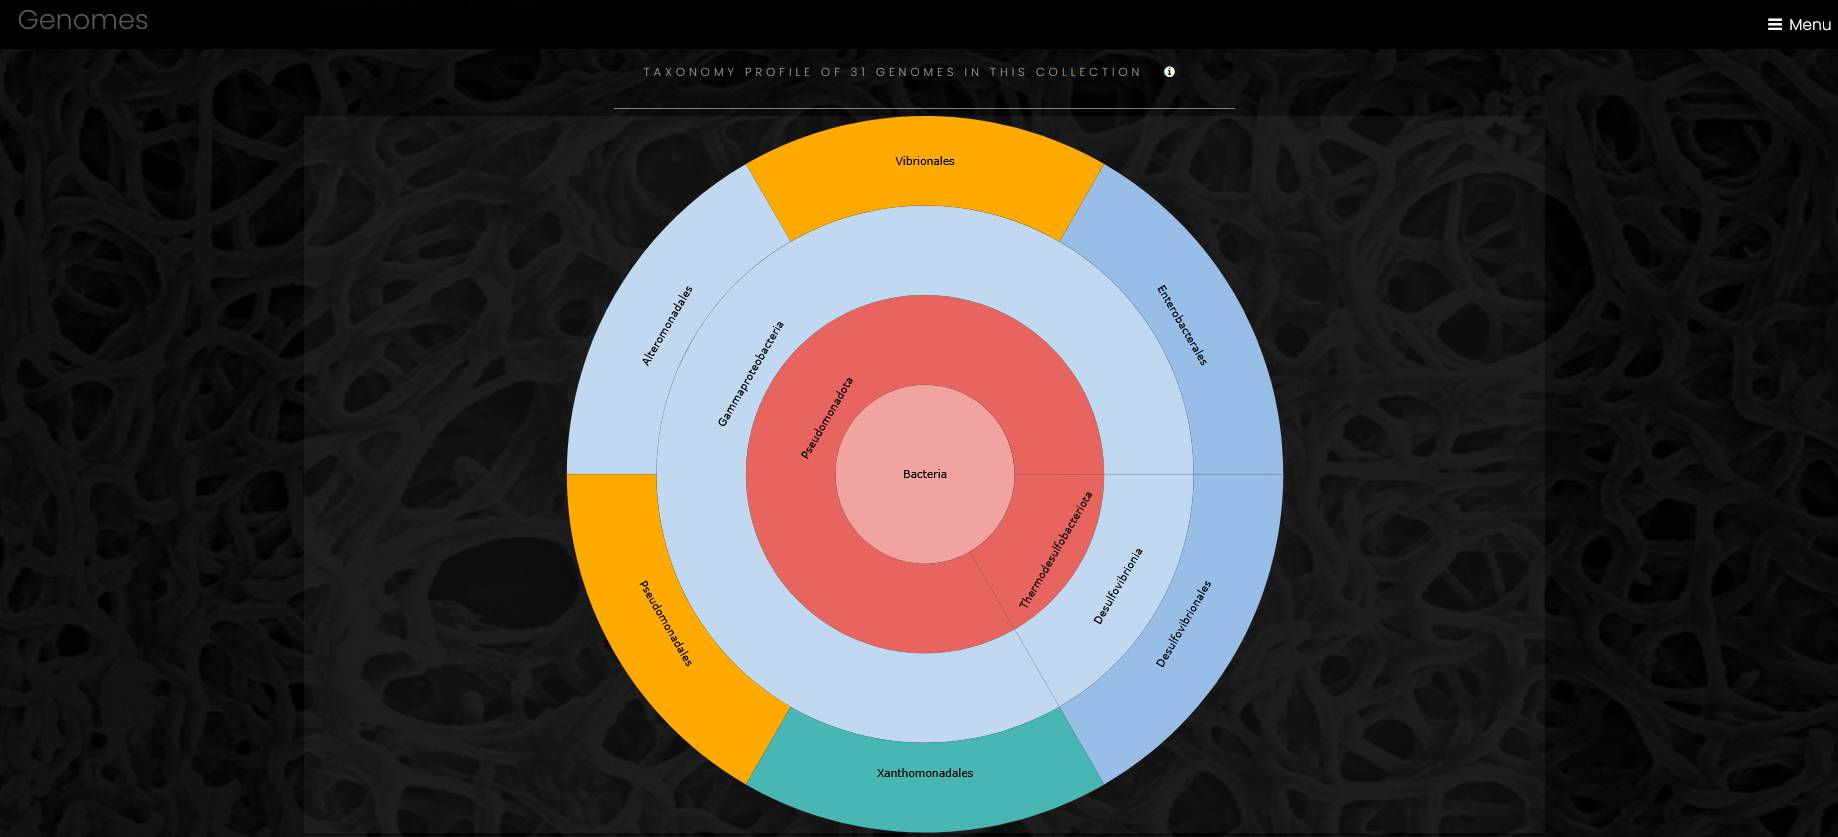 Genomes
Menu
TAXONOMY PROFILE OF 31 GENOMES IN THIS COLLECTION
Vibrionales
Alteromonadales
Enterobacterales
Gammaproteobacteria
Pseudomonadota
Bacteria
Thermodesulfobacteriota
Desulfovibrionia
Desulfovibrionales
Pseudomonadales
Xanthomonadales